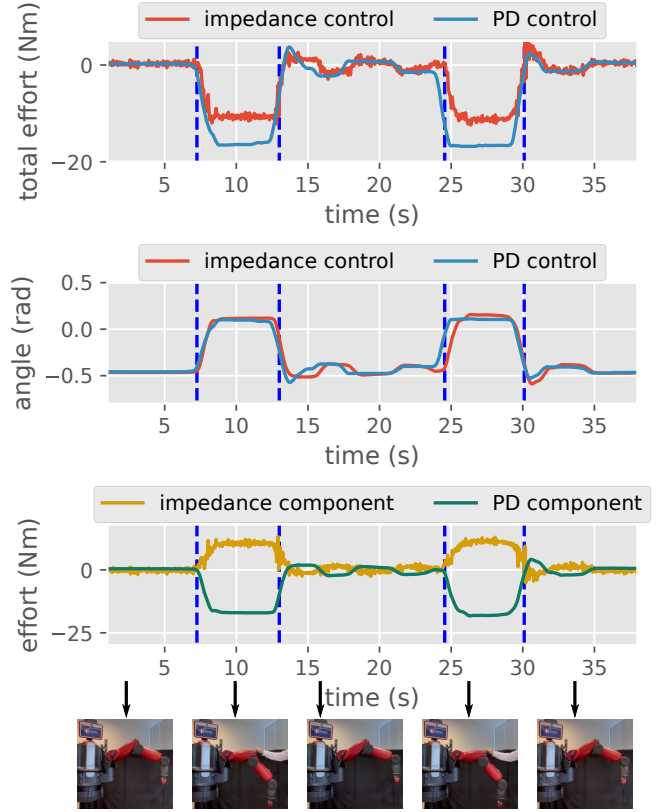 impedance control PD control
total effort (Nm)
0
−20
5 10 15 20 25 30 35
time (s)
impedance control PD control
angle (rad)
0.5
0.0
−0.5
5 10 15 20 25 30 35
time (s)
impedance component PD component
effort (Nm)
0
−25
5 10 15 20 25 30 35
time (s)